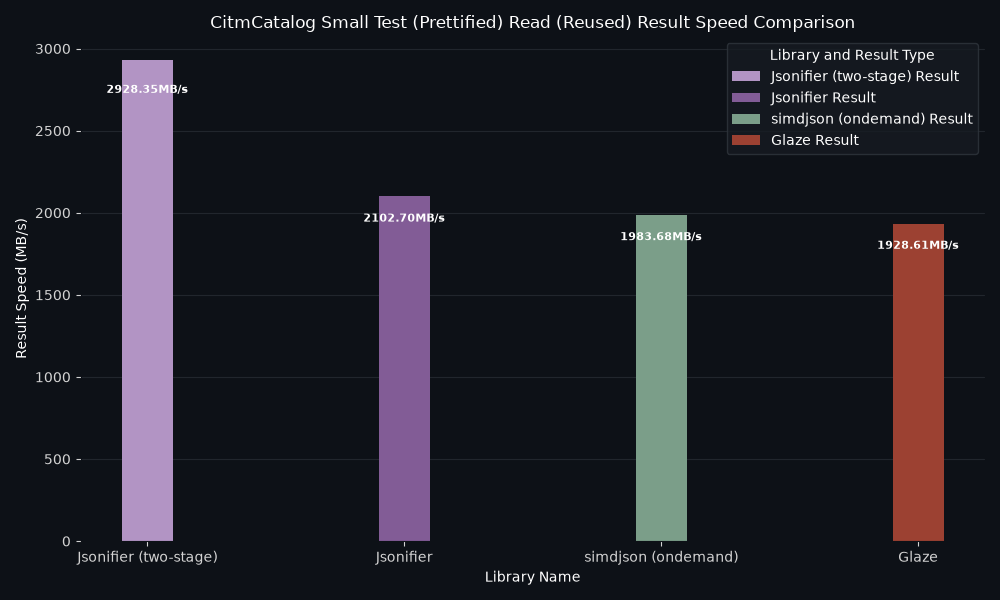 CitmCatalog Small Test (Prettified) Read (Reused) Result Speed Comparison
Library and Result Type
Jsonifier (two-stage) Result
Jsonifier Result
simdjson (ondemand) Result
Glaze Result
Result Speed (MB/s)
3000
2500
2000
1500
1000
500
0
2928.35MB/s
2102.70MB/s
1983.68MB/s
1928.61MB/s
Jsonifier (two-stage)
Jsonifier
simdjson (ondemand)
Glaze
Library Name